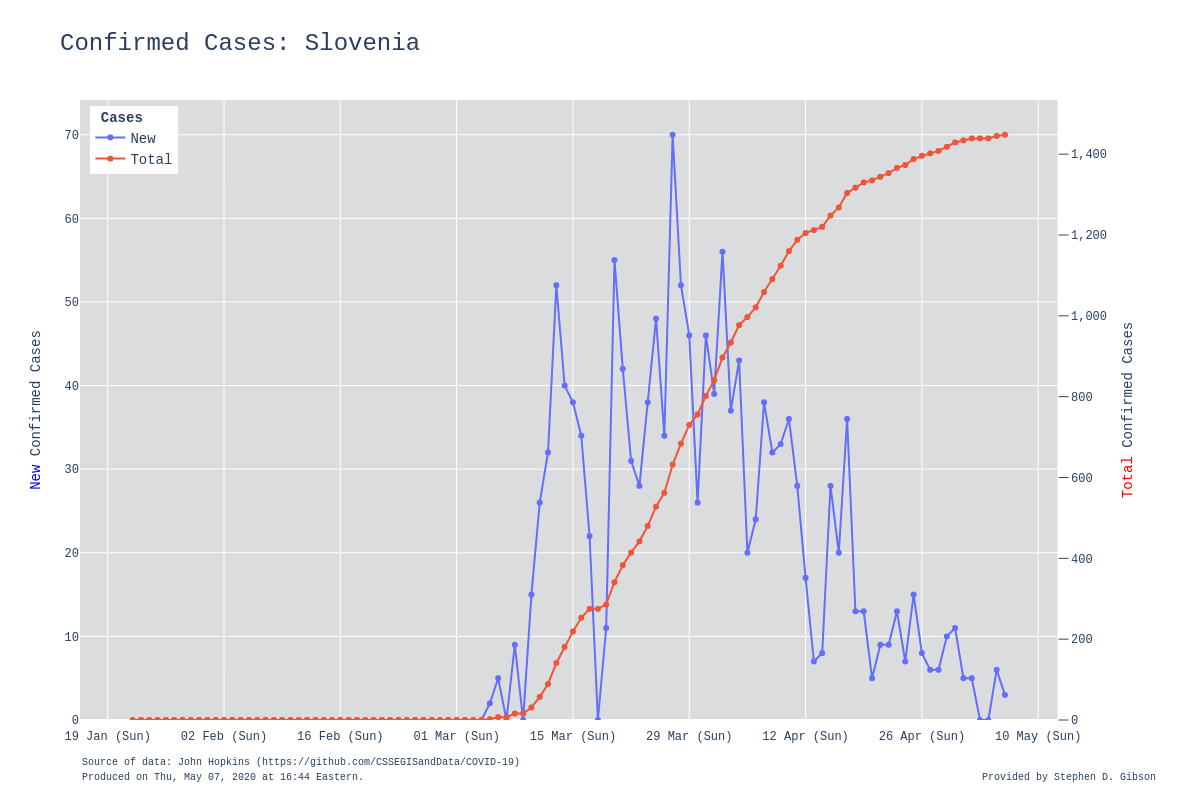 Confirmed Cases: Slovenia
Cases
New
Total
70
60
50
40
30
20
10
0
New Confirmed Cases
1,400
1,200
1,000
800
600
400
200
0
Total Confirmed Cases
19 Jan (Sun) 02 Feb (Sun) 16 Feb (Sun) 01 Mar (Sun) 15 Mar (Sun) 29 Mar (Sun) 12 Apr (Sun) 26 Apr (Sun) 10 May (Sun)
Source of data: John Hopkins (https://github.com/CSSEGISandData/COVID-19)
Produced on Thu, May 07, 2020 at 16:44 Eastern.
Provided by Stephen D. Gibson